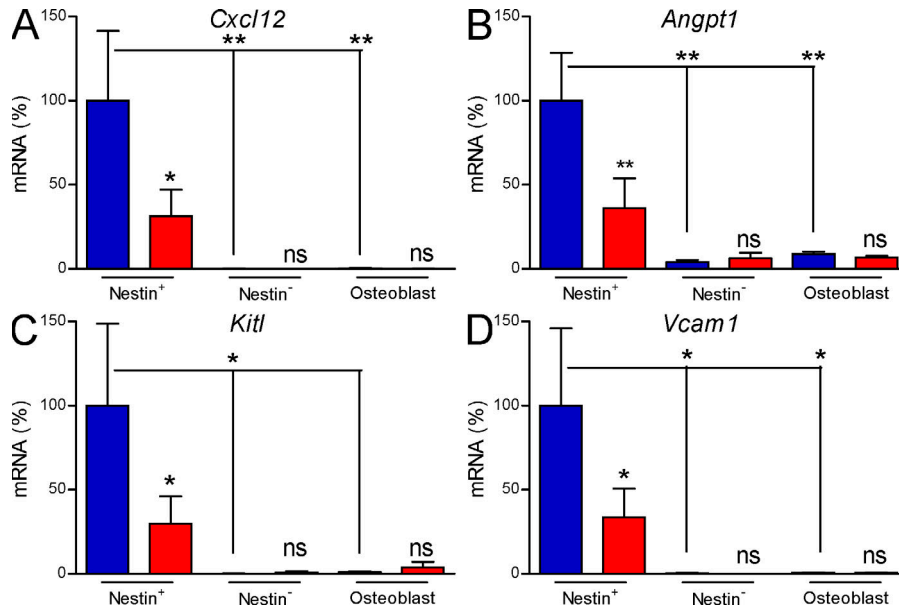 A
Cxcl12
150
100
50
0
mRNA (%)
** **
*
ns
ns
Nestin⁺ Nestin⁻ Osteoblast
B
Angpt1
150
100
50
0
mRNA (%)
** **
**
ns
ns
Nestin⁺ Nestin⁻ Osteoblast
C
Kitl
150
100
50
0
mRNA (%)
*
*
ns
ns
Nestin⁺ Nestin⁻ Osteoblast
D
Vcam1
150
100
50
0
mRNA (%)
* *
*
ns
ns
Nestin⁺ Nestin⁻ Osteoblast